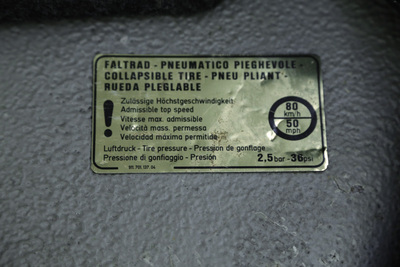 FALTRAD - PNEUMATICO PIEGHEVOLE -
COLLAPSIBLE TIRE - PNEU PLIANT -
RUEDA PLEGLABLE
!
Zulässige Höchstgeschwindigkeit
Admissible top speed
Vitesse max. admissible
Velocità mass. permessa
Velocidad máxima permitide
80
km/h
50
mph
Luftdruck - Tire pressure - Pression de gonflage
Pressione di gonfiaggio - Presión 2,5 bar - 36 psi